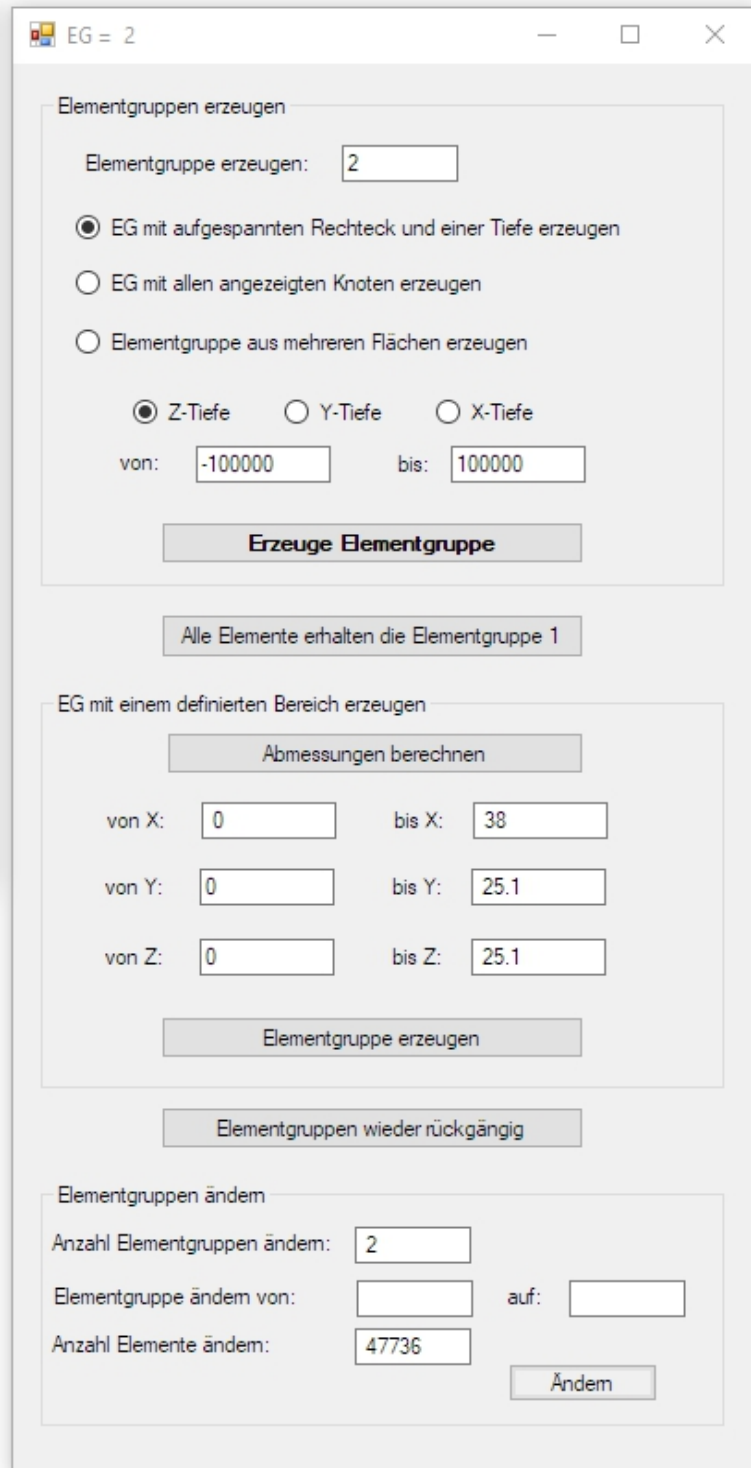 EG = 2
Elementgruppen erzeugen
Elementgruppe erzeugen: 2
EG mit aufgespannten Rechteck und einer Tiefe erzeugen
EG mit allen angezeigten Knoten erzeugen
Elementgruppe aus mehreren Flächen erzeugen
Z-Tiefe Y-Tiefe X-Tiefe
von: -100000 bis: 100000
Erzeuge Elementgruppe
Alle Elemente erhalten die Elementgruppe 1
EG mit einem definierten Bereich erzeugen
Abmessungen berechnen
von X: 0 bis X: 38
von Y: 0 bis Y: 25.1
von Z: 0 bis Z: 25.1
Elementgruppe erzeugen
Elementgruppen wieder rückgängig
Elementgruppen ändern
Anzahl Elementgruppen ändern: 2
Elementgruppe ändern von: auf:
Anzahl Elemente ändern: 47736
Ändern